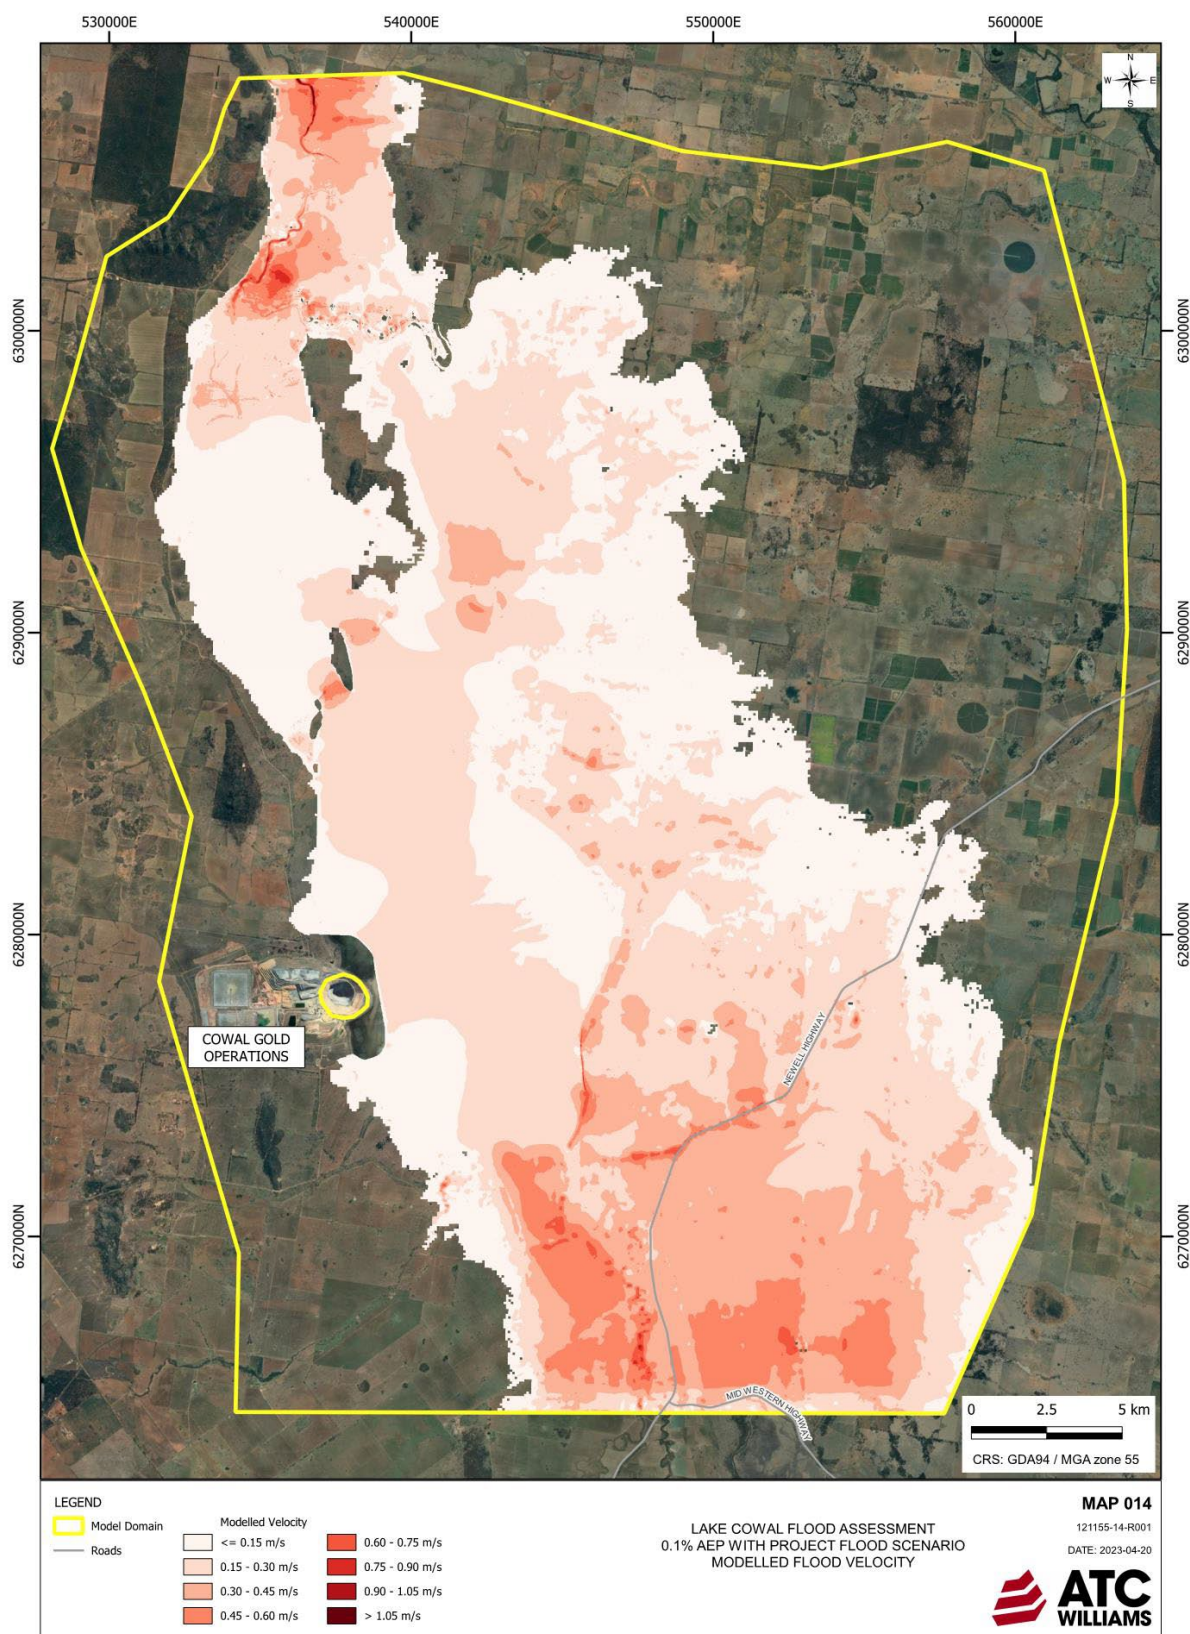 530000E
540000E
550000E
560000E
N
W
E
S
6300000N
6300000N
6290000N
6290000N
6280000N
6280000N
6270000N
6270000N
COWAL GOLD
OPERATIONS
NEWELL HIGHWAY
MID WESTERN HIGHWAY
0 2.5 5 km
CRS: GDA94 / MGA zone 55
LEGEND
Model Domain
Roads
Modelled Velocity
<= 0.15 m/s
0.15 - 0.30 m/s
0.30 - 0.45 m/s
0.45 - 0.60 m/s
0.60 - 0.75 m/s
0.75 - 0.90 m/s
0.90 - 1.05 m/s
> 1.05 m/s
LAKE COWAL FLOOD ASSESSMENT
0.1% AEP WITH PROJECT FLOOD SCENARIO
MODELLED FLOOD VELOCITY
MAP 014
121155-14-R001
DATE: 2023-04-20
ATC
WILLIAMS